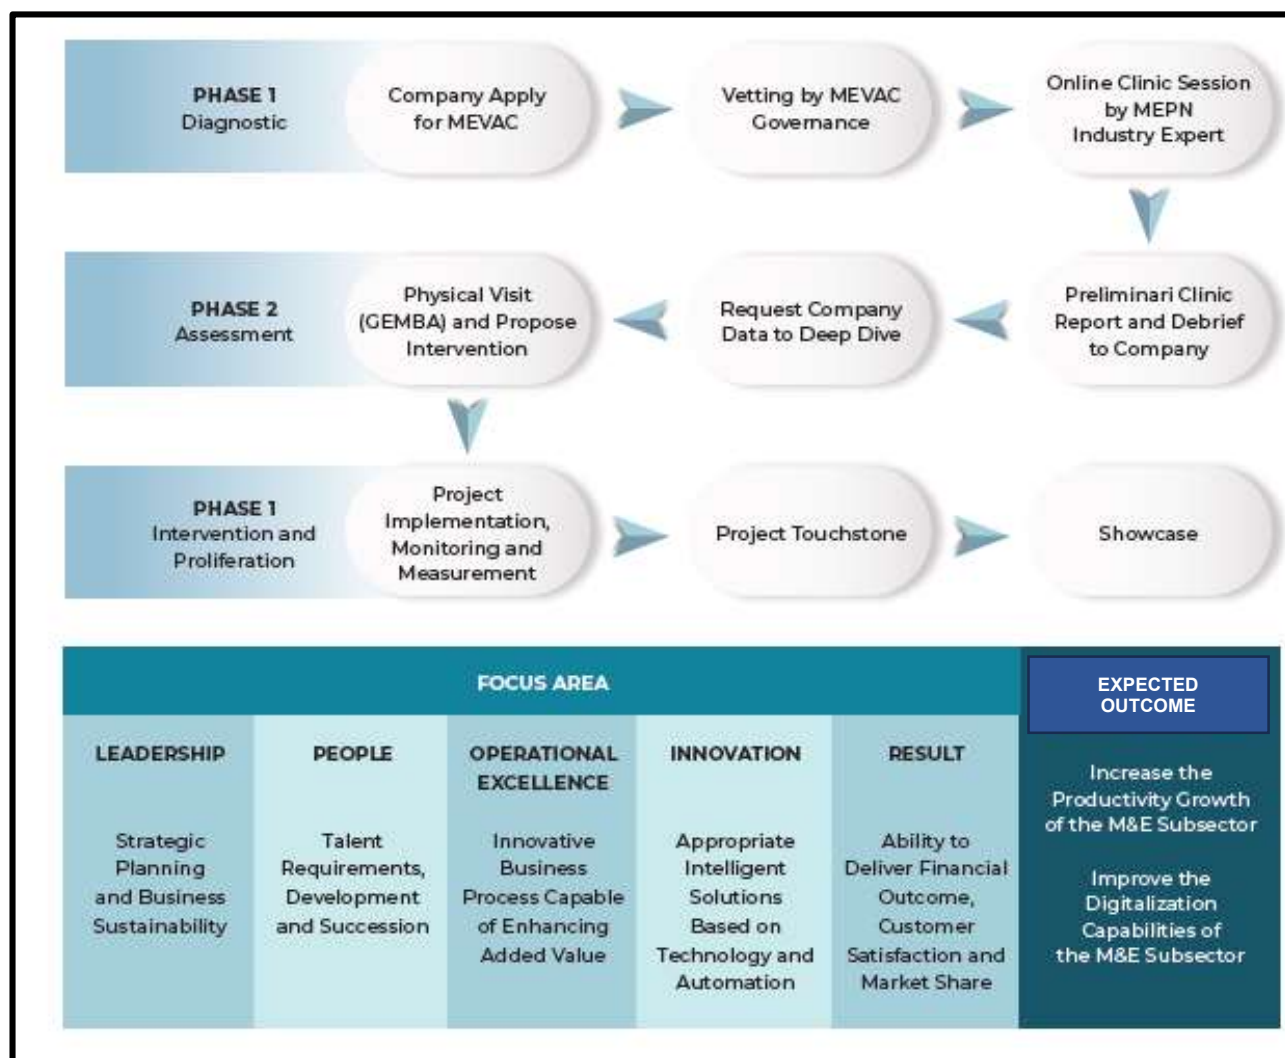 PHASE 1
Diagnostic
Company Apply
for MEVAC
Vetting by MEVAC
Governance
Online Clinic Session
by MEPN
Industry Expert
PHASE 2
Assessment
Physical Visit
(GEMBA) and Propose
Intervention
Request Company
Data to Deep Dive
Preliminari Clinic
Report and Debrief
to Company
PHASE 1
Intervention and
Proliferation
Project
Implementation,
Monitoring and
Measurement
Project Touchstone
Showcase
FOCUS AREA
LEADERSHIP
Strategic
Planning
and Business
Sustainability
PEOPLE
Talent
Requirements,
Development
and Succession
OPERATIONAL
EXCELLENCE
Innovative
Business
Process Capable
of Enhancing
Added Value
INNOVATION
Appropriate
Intelligent
Solutions
Based on
Technology and
Automation
RESULT
Ability to
Deliver Financial
Outcome,
Customer
Satisfaction and
Market Share
EXPECTED
OUTCOME
Increase the
Productivity Growth
of the M&E Subsector
Improve the
Digitalization
Capabilities of
the M&E Subsector